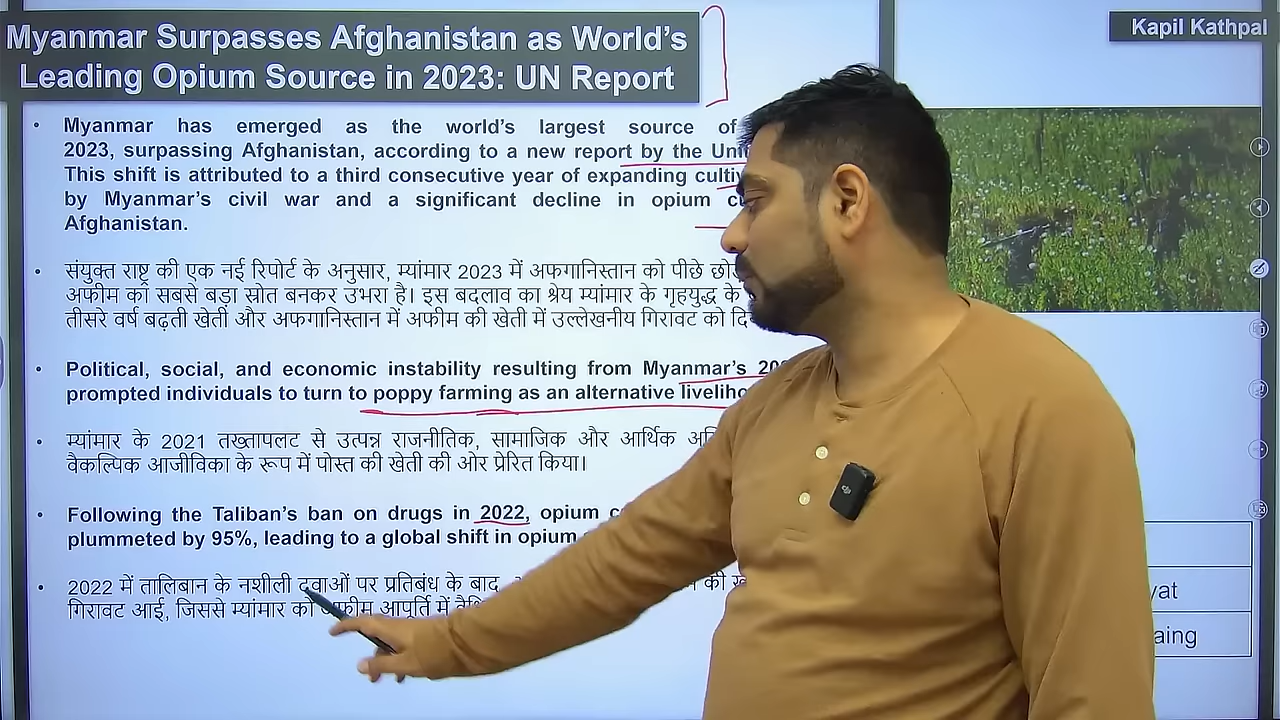 Myanmar Surpasses Afghanistan as World's
Leading Opium Source in 2023: UN Report
Kapil Kathpal
Myanmar has emerged as the world's largest source of
2023, surpassing Afghanistan, according to a new report by the
This shift is attributed to a third consecutive year of expanding
by Myanmar's civil war and a significant decline in opium
Afghanistan.
संयुक्त राष्ट्र की एक नई रिपोर्ट के अनुसार, म्यांमार 2023 में अफगानिस्तान को पीछे
अफीम का सबसे बड़ा स्रोत बनकर उभरा है। इस बदलाव का श्रेय म्यांमार के गृहयुद्ध के
तीसरे वर्ष बढ़ती खेती और अफगानिस्तान में अफीम की खेती में उल्लेखनीय गिरावट को
Political, social, and economic instability resulting from Myanmar's
prompted individuals to turn to poppy farming as an alternative
म्यांमार के 2021 तख्तापलट से उत्पन्न राजनीतिक, सामाजिक और आर्थिक
वैकल्पिक आजीविका के रूप में पोस्त की खेती की ओर प्रेरित किया।
Following the Taliban's ban on drugs in 2022, opium
plummeted by 95%, leading to a global shift in opium
2022 में तालिबान के नशीली दवाओं पर प्रतिबंध के बाद की
गिरावट आई, जिससे म्यांमार को अफीम आपूर्ति में
yat
aing